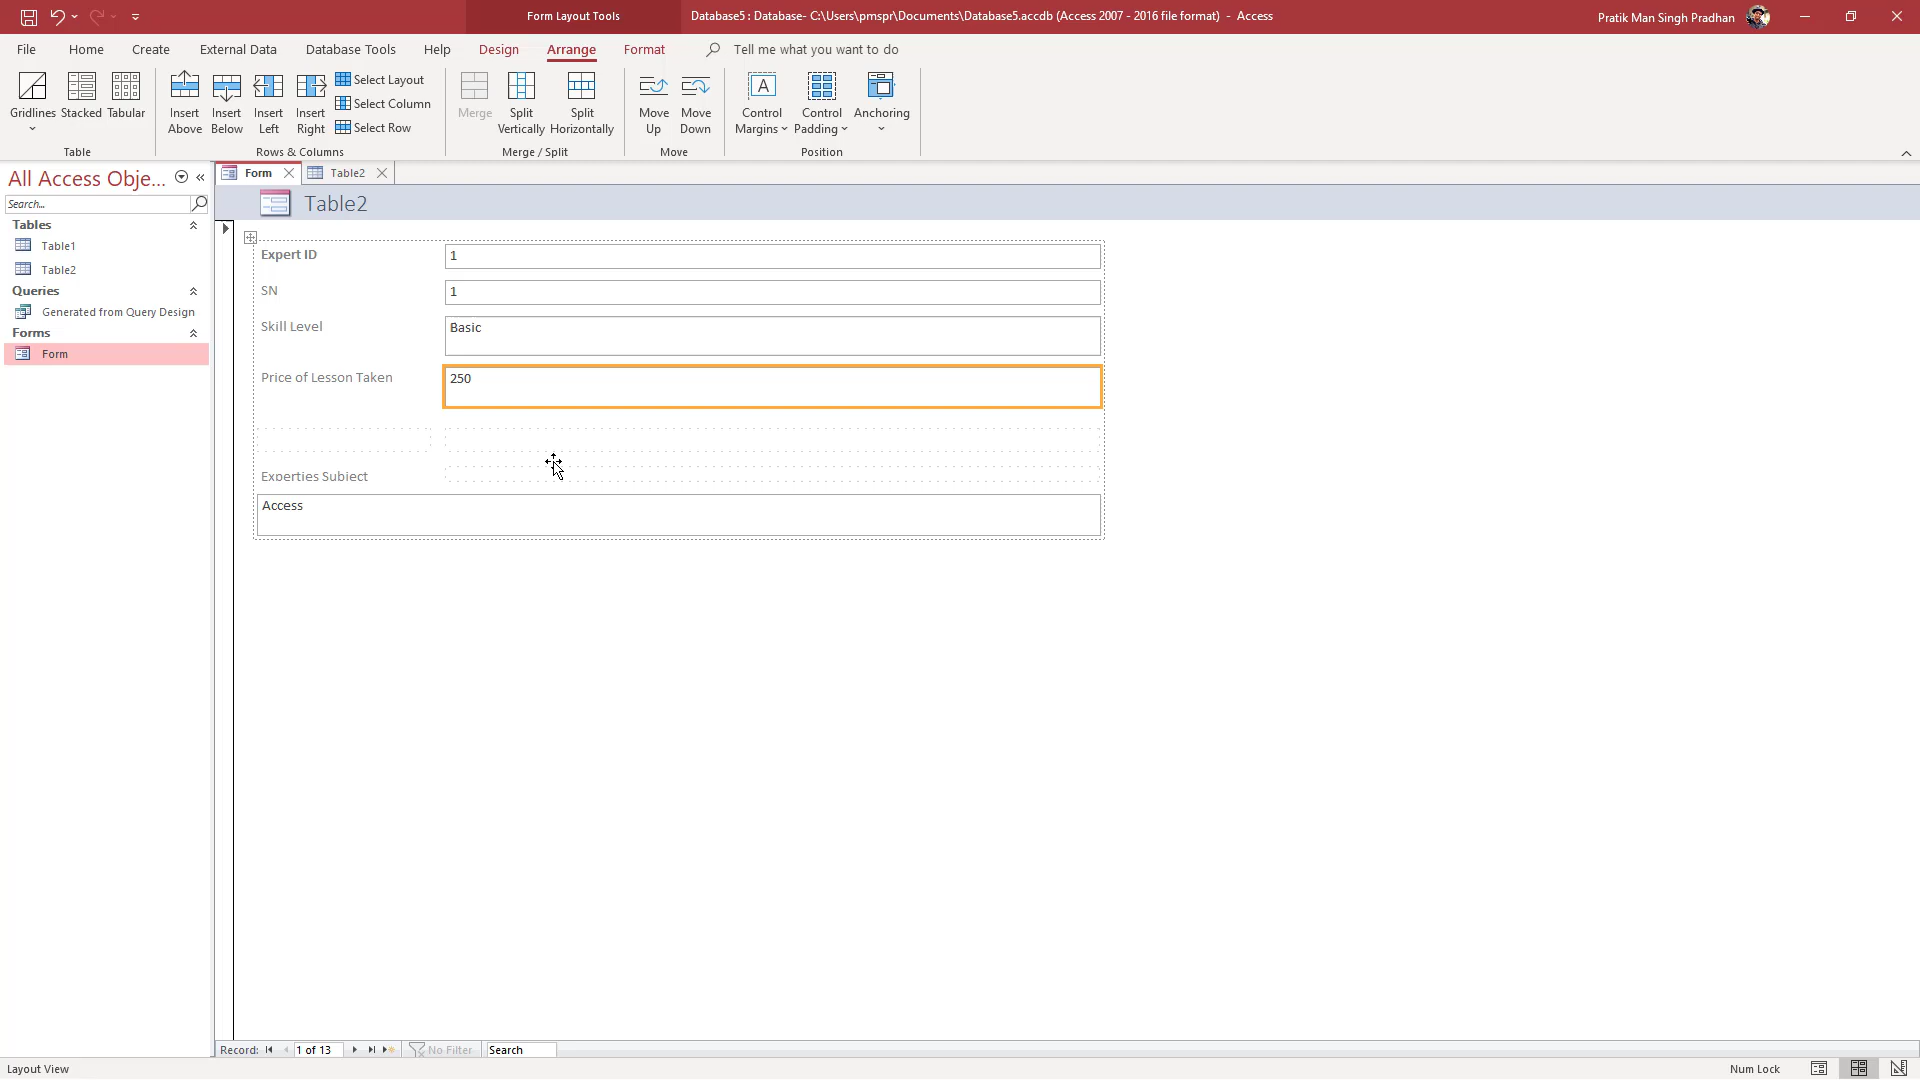 Form Layout Tools
Database5 : Database- C:\Users\pmspr\Documents\Database5.accdb (Access 2007 - 2016 file format) - Access
Pratik Man Singh Pradhan
File Home Create External Data Database Tools Help Design Arrange Format Tell me what you want to do
Gridlines
Stacked
Tabular
Table
Insert Above
Insert Below
Insert Left
Insert Right
Select Layout
Select Column
Select Row
Rows & Columns
Merge
Split Vertically
Split Horizontally
Merge / Split
Move Up
Move Down
Move
Control Margins
Control Padding
Anchoring
Position
All Access Obje...
Search...
Tables
Table1
Table2
Queries
Generated from Query Design
Forms
Form
Form
Table2
Table2
Expert ID 1
SN 1
Skill Level Basic
Price of Lesson Taken 250
Experties Subject
Access
Record: 1 of 13 No Filter Search
Layout View
Num Lock